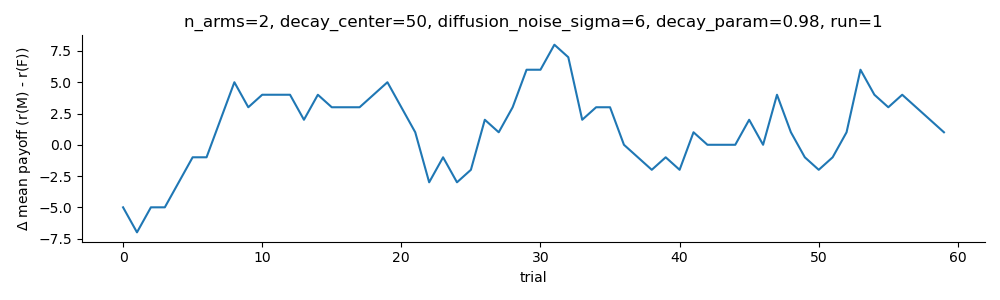 n_arms=2, decay_center=50, diffusion_noise_sigma=6, decay_param=0.98, run=1
Δ mean payoff (r(M) - r(F))
7.5
5.0
2.5
0.0
−2.5
−5.0
−7.5
0 10 20 30 40 50 60
trial